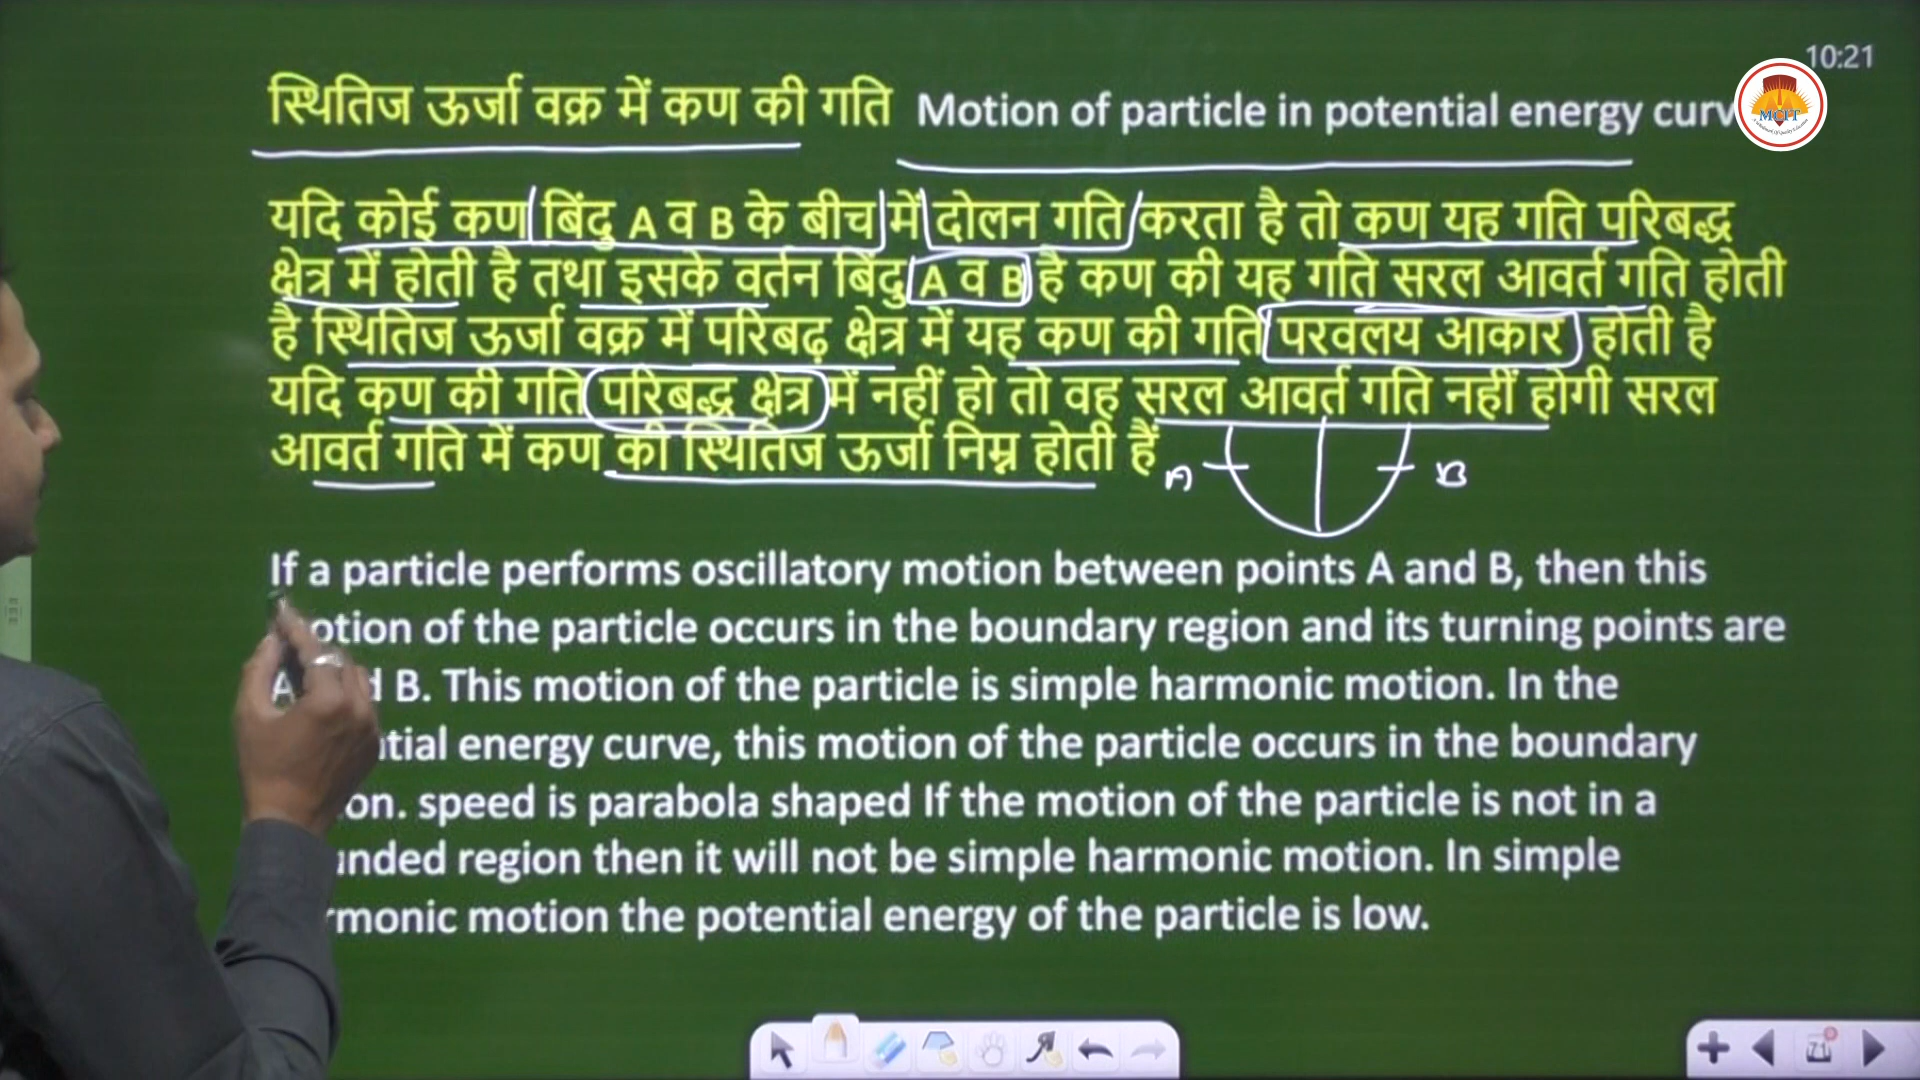 10:21
स्थितिज ऊर्जा वक्र में कण की गति Motion of particle in potential energy curv
MCIT
यदि कोई कण बिंदु A व B के बीच में दोलन गति करता है तो कण यह गति परिबद्ध
क्षेत्र में होती है तथा इसके वर्तन बिंदु A व B है कण की यह गति सरल आवर्त गति होती
है स्थितिज ऊर्जा वक्र में परिबढ़ क्षेत्र में यह कण की गति परवलय आकार होती है
यदि कण की गति परिबद्ध क्षेत्र में नहीं हो तो वह सरल आवर्त गति नहीं होगी सरल
आवर्त गति में कण की स्थितिज ऊर्जा निम्न होती हैं
A B
If a particle performs oscillatory motion between points A and B, then this
otion of the particle occurs in the boundary region and its turning points are
A d B. This motion of the particle is simple harmonic motion. In the
tial energy curve, this motion of the particle occurs in the boundary
on. speed is parabola shaped If the motion of the particle is not in a
unded region then it will not be simple harmonic motion. In simple
rmonic motion the potential energy of the particle is low.
71